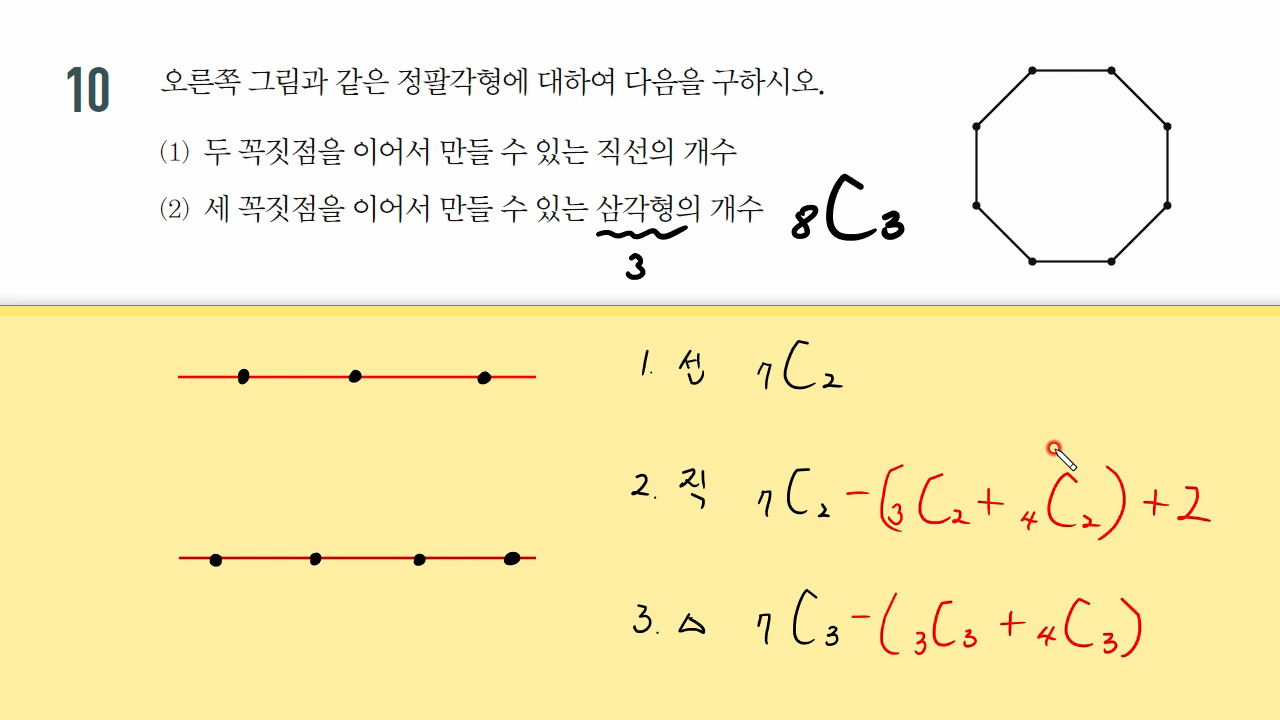 10 오른쪽 그림과 같은 정팔각형에 대하여 다음을 구하시오.
(1) 두 꼭짓점을 이어서 만들 수 있는 직선의 개수
(2) 세 꼭짓점을 이어서 만들 수 있는 삼각형의 개수 ₈C₃
3
1. 선 ₇C₂
2. 직 ₇C₂-(₃C₂+₄C₂)+2
3. △ ₇C₃-(₃C₃+₄C₃)